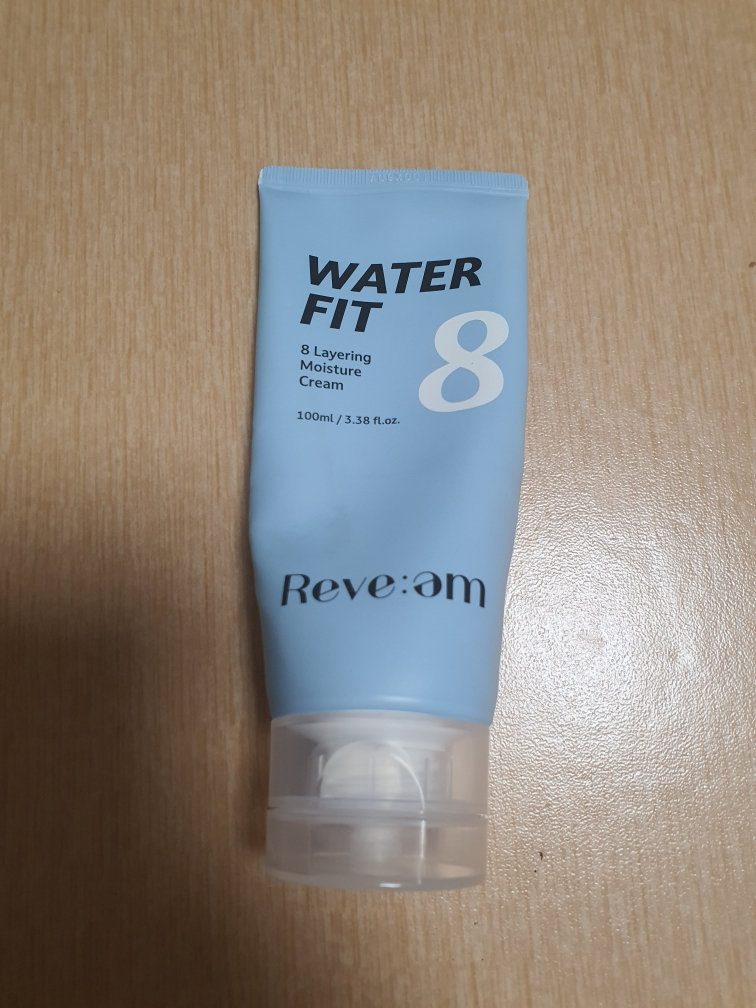 WATER
FIT
8
8 Layering
Moisture
Cream
100ml / 3.38 fl.oz.
Reve:am